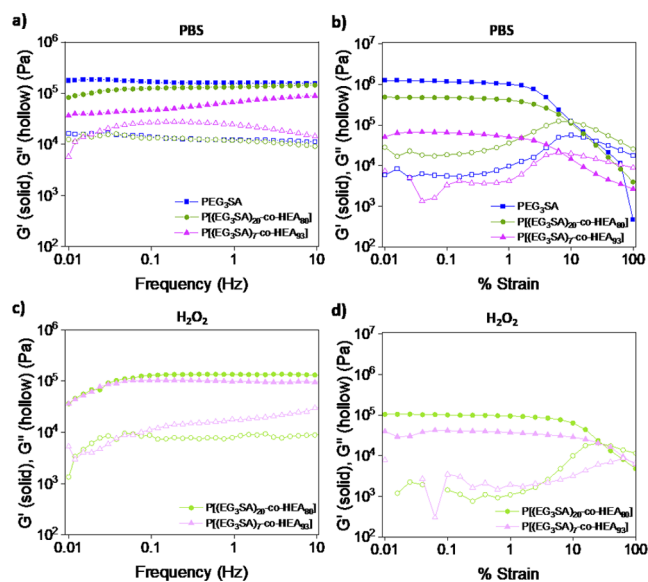 a) PBS
G' (solid), G'' (hollow) (Pa)
10⁶
10⁵
10⁴
10³
10²
PEG₃SA
P[(EG₃SA)₂₀-co-HEA₈₀]
P[(EG₃SA)₇-co-HEA₉₃]
0.01 0.1 1 10
Frequency (Hz)
b) PBS
G' (solid), G'' (hollow) (Pa)
10⁷
10⁶
10⁵
10⁴
10³
10²
PEG₃SA
P[(EG₃SA)₂₀-co-HEA₈₀]
P[(EG₃SA)₇-co-HEA₉₃]
0.01 0.1 1 10 100
% Strain
c) H₂O₂
G' (solid), G'' (hollow) (Pa)
10⁶
10⁵
10⁴
10³
10²
P[(EG₃SA)₂₀-co-HEA₈₀]
P[(EG₃SA)₇-co-HEA₉₃]
0.01 0.1 1 10
Frequency (Hz)
d) H₂O₂
G' (solid), G'' (hollow) (Pa)
10⁷
10⁶
10⁵
10⁴
10³
10²
P[(EG₃SA)₂₀-co-HEA₈₀]
P[(EG₃SA)₇-co-HEA₉₃]
0.01 0.1 1 10 100
% Strain